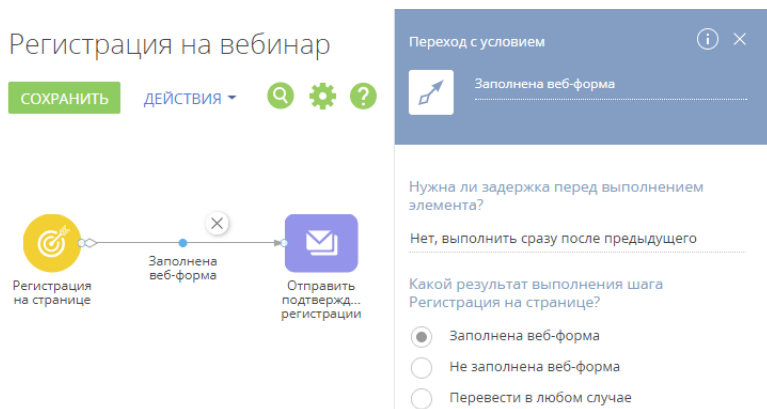 Регистрация на вебинар
СОХРАНИТЬ
ДЕЙСТВИЯ
Регистрация
на странице
Заполнена
веб-форма
Отправить
подтвержд...
регистрации
Переход с условием
Заполнена веб-форма
Нужна ли задержка перед выполнением
элемента?
Нет, выполнить сразу после предыдущего
Какой результат выполнения шага
Регистрация на странице?
Заполнена веб-форма
Не заполнена веб-форма
Перевести в любом случае